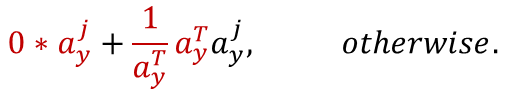 0 * a_y^j + \frac{1}{a_y^T} a_y^T a_y^j, otherwise.